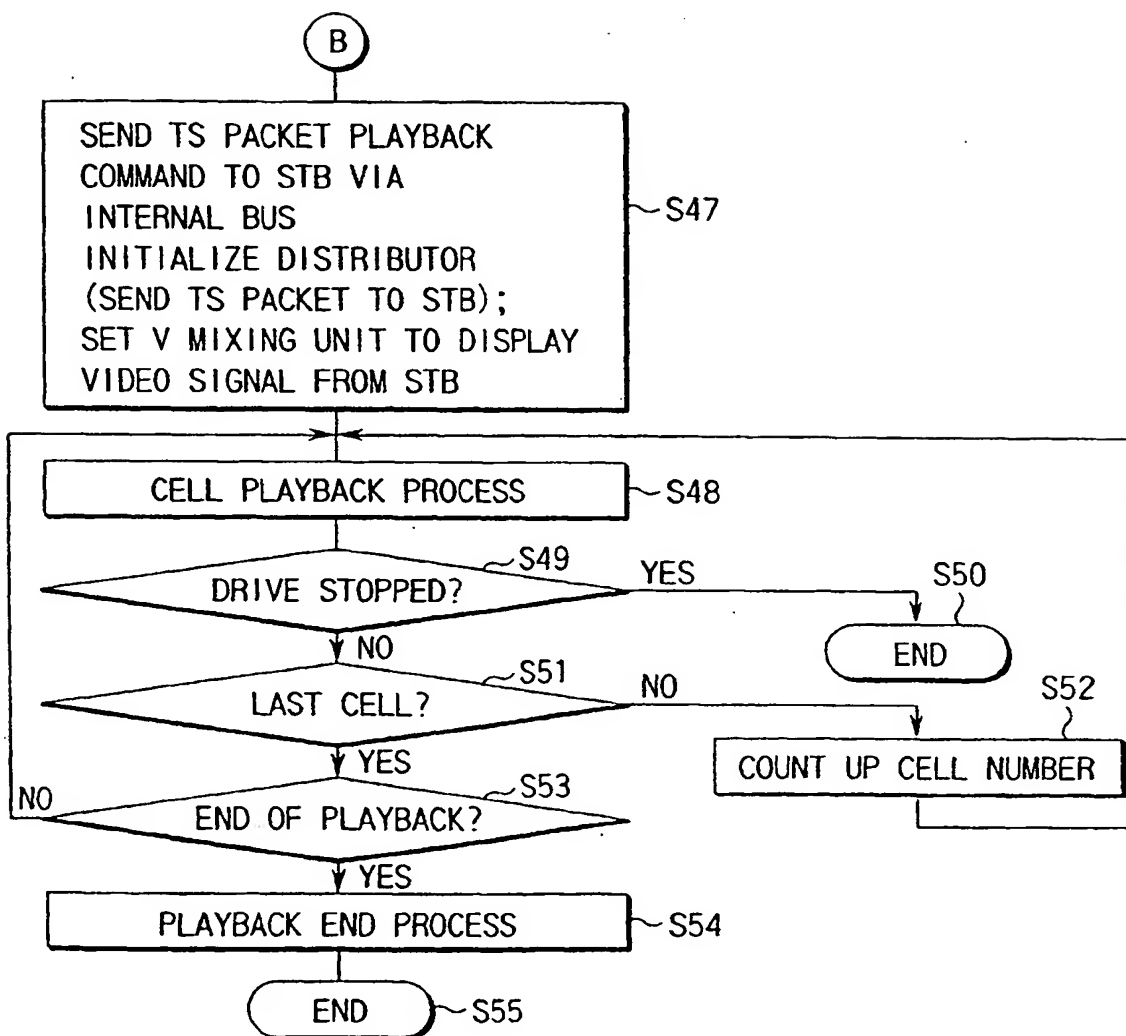 B
SEND TS PACKET PLAYBACK
COMMAND TO STB VIA
INTERNAL BUS
INITIALIZE DISTRIBUTOR
(SEND TS PACKET TO STB);
SET V MIXING UNIT TO DISPLAY
VIDEO SIGNAL FROM STB
S47
CELL PLAYBACK PROCESS
S48
S49
DRIVE STOPPED?
YES
S50
END
NO
S51
LAST CELL?
NO
S52
COUNT UP CELL NUMBER
YES
S53
NO
END OF PLAYBACK?
YES
PLAYBACK END PROCESS
S54
END
S55